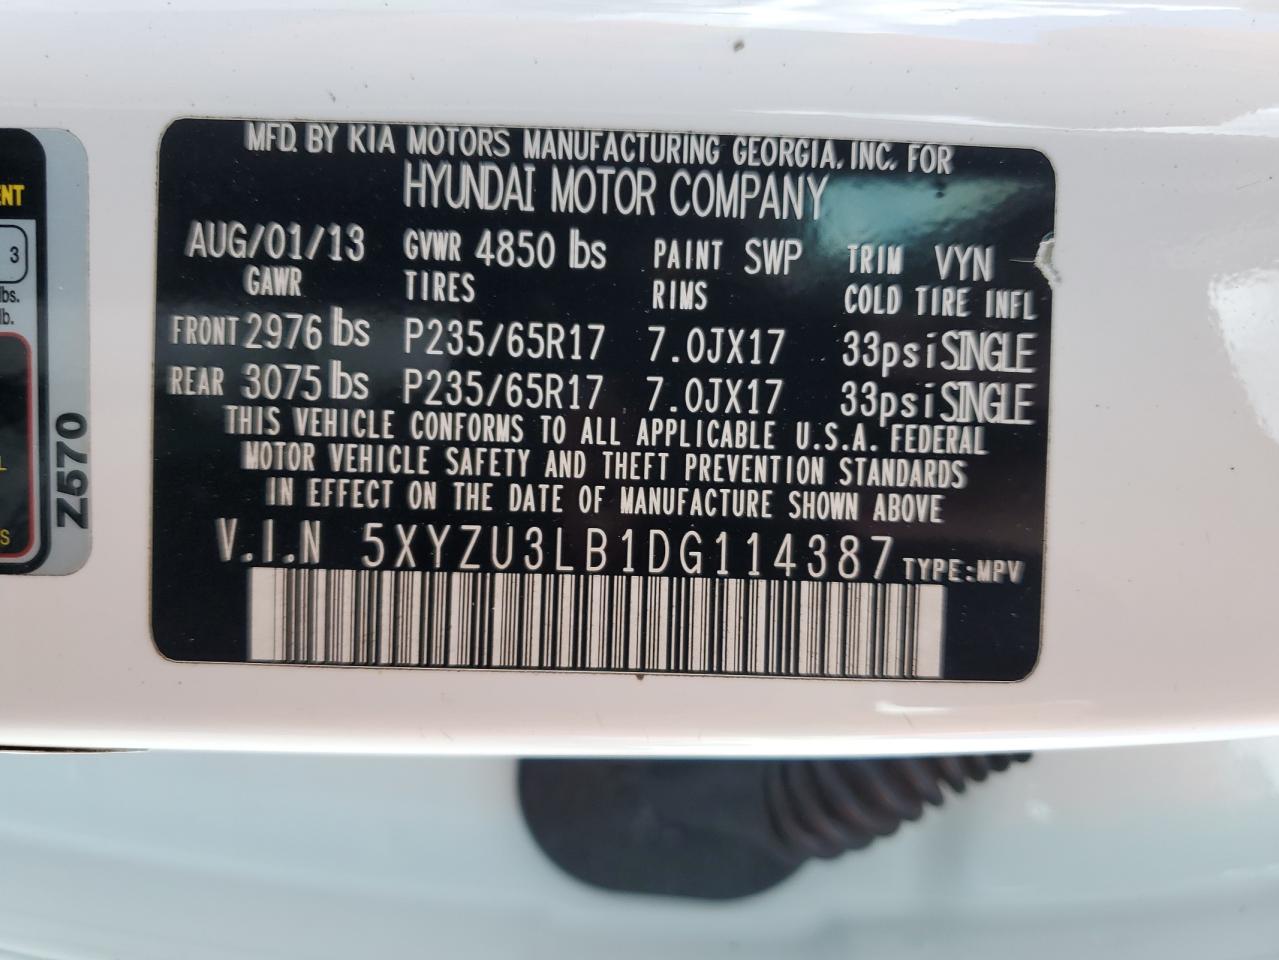 MFD. BY KIA MOTORS MANUFACTURING GEORGIA, INC. FOR
HYUNDAI MOTOR COMPANY
AUG/01/13 GVWR 4850 lbs PAINT SWP TRIM VYN
GAWR TIRES RIMS COLD TIRE INFL
FRONT 2976 lbs P235/65R17 7.0JX17 33psi SINGLE
REAR 3075 lbs P235/65R17 7.0JX17 33psi SINGLE
THIS VEHICLE CONFORMS TO ALL APPLICABLE U.S.A. FEDERAL
MOTOR VEHICLE SAFETY AND THEFT PREVENTION STANDARDS
IN EFFECT ON THE DATE OF MANUFACTURE SHOWN ABOVE
V.I.N 5XYZU3LB1DG114387 TYPE:MPV
3
lbs.
lb.
Z570